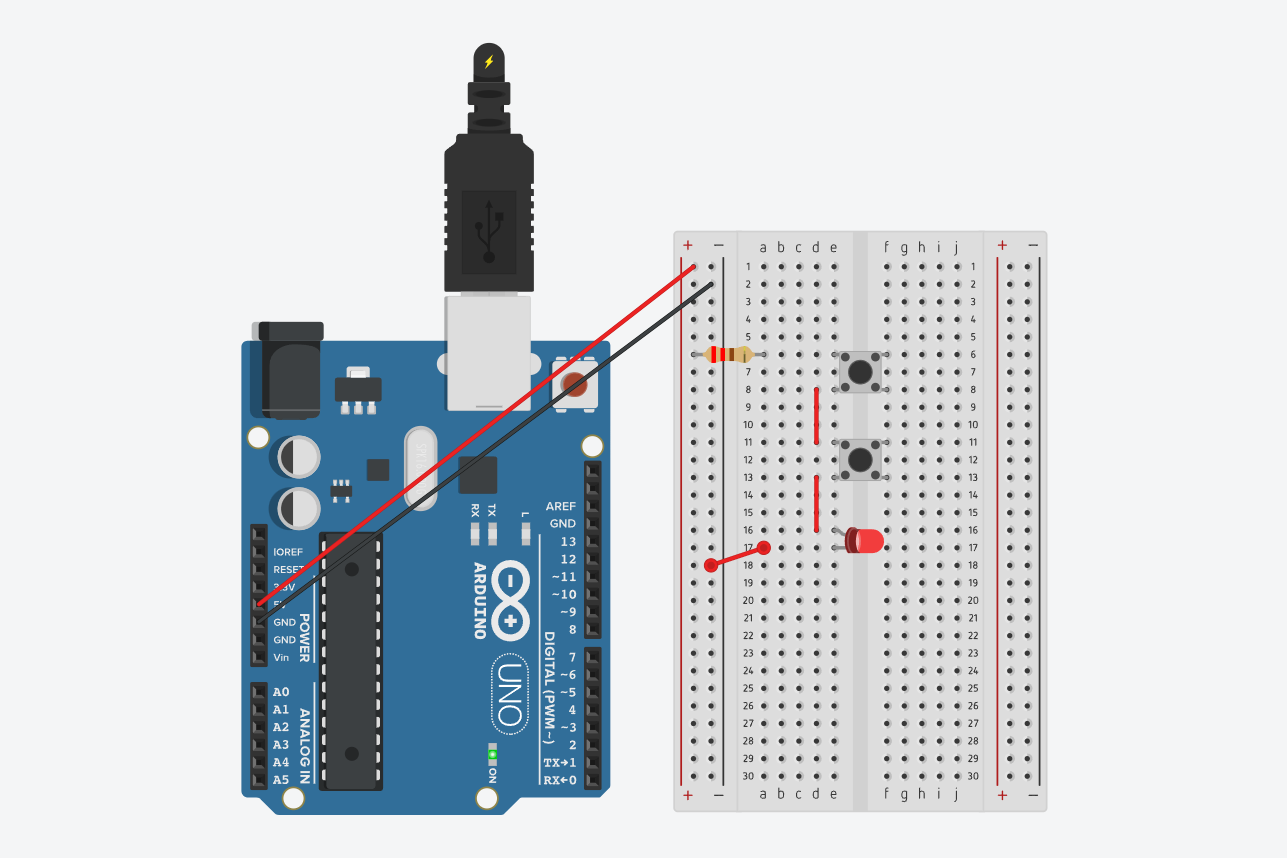 + − a b c d e f g h i j + −
1 1
2 2
3 3
4 4
5 5
6 6
7 7
8 8
9 9
10 10
11 11
12 12
13 13
14 14
15 15
16 16
17 17
18 18
19 19
20 20
21 21
22 22
23 23
24 24
25 25
26 26
27 27
28 28
29 29
30 30
+ − a b c d e f g h i j + −
IOREF
RESET
3.3V
5V
GND
GND
Vin
POWER
A0
A1
A2
A3
A4
A5
ANALOG IN
RX
TX
L
ARDUINO
UNO
ON
AREF
GND
13
12
~11
~10
~9
8
7
~6
~5
4
~3
2
TX→1
RX←0
DIGITAL (PWM~)